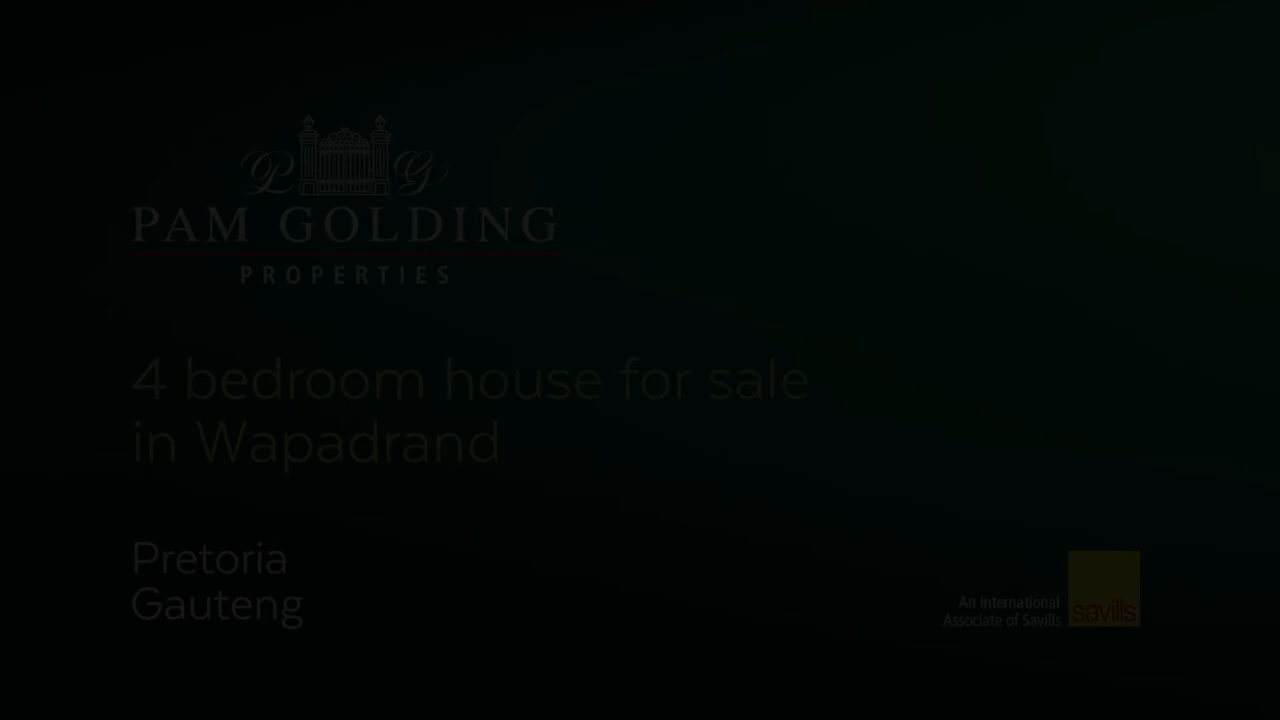 P G
PAM GOLDING
PROPERTIES
4 bedroom house for sale
in Wapadrand
Pretoria
Gauteng
An International
Associate of Savills
savills